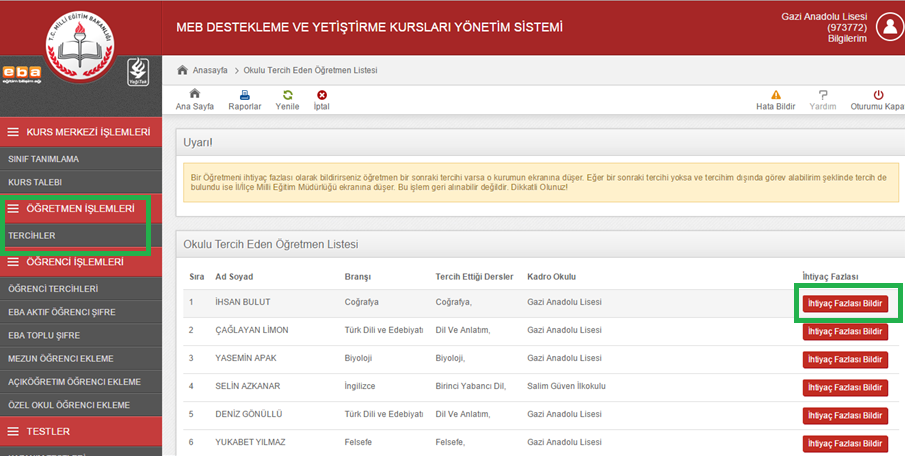 T.C. MİLLİ EĞİTİM BAKANLIĞI
eba
MEB DESTEKLEME VE YETİŞTİRME KURSLARI YÖNETİM SİSTEMİ
Gazi Anadolu Lisesi
(973772)
Bilgilerim
Anasayfa > Okulu Tercih Eden Öğretmen Listesi
Ana Sayfa Raporlar Yenile İptal Hata Bildir Yardım Oturumu Kapa
KURS MERKEZİ İŞLEMLERİ
SINIF TANIMLAMA
KURS TALEBI
ÖĞRETMEN İŞLEMLERİ
TERCİHLER
ÖĞRENCİ İŞLEMLERİ
ÖĞRENCİ TERCİHLERİ
EBA AKTIF ÖĞRENCI ŞIFRE
EBA TOPLU ŞIFRE
MEZUN ÖĞRENCI EKLEME
AÇIKÖĞRETIM ÖĞRENCI EKLEME
ÖZEL OKUL ÖĞRENCI EKLEME
TESTLER
Uyarı!
Bir Öğretmeni ihtiyaç fazlası olarak bildirirseniz öğretmen bir sonraki tercihi varsa o kurumun ekranına düşer. Eğer bir sonraki tercihi yoksa ve tercihim dışında görev alabilirim şeklinde tercih de
bulundu ise İl/İlçe Milli Eğitim Müdürlüğü ekranına düşer. Bu işlem geri alınabilir değildir. Dikkatli Olunuz!
Okulu Tercih Eden Öğretmen Listesi
Sıra Ad Soyad Branşı Tercih Ettiği Dersler Kadro Okulu İhtiyaç Fazlası
1 İHSAN BULUT Coğrafya Coğrafya, Gazi Anadolu Lisesi İhtiyaç Fazlası Bildir
2 ÇAĞLAYAN LİMON Türk Dili ve Edebiyatı Dil Ve Anlatım, Gazi Anadolu Lisesi İhtiyaç Fazlası Bildir
3 YASEMİN APAK Biyoloji Biyoloji, Gazi Anadolu Lisesi İhtiyaç Fazlası Bildir
4 SELİN AZKANAR İngilizce Birinci Yabancı Dil, Salim Güven İlkokulu İhtiyaç Fazlası Bildir
5 DENİZ GÖNÜLLÜ Türk Dili ve Edebiyatı Dil Ve Anlatım, Gazi Anadolu Lisesi İhtiyaç Fazlası Bildir
6 YUKABET YILMAZ Felsefe Felsefe, Gazi Anadolu Lisesi İhtiyaç Fazlası Bildir